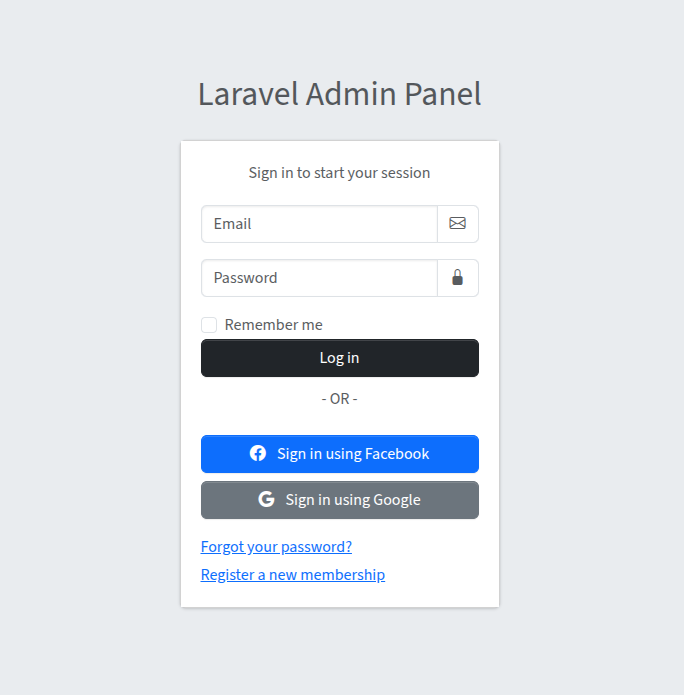 Laravel Admin Panel
Sign in to start your session
Email
Password
Remember me
Log in
- OR -
Sign in using Facebook
Sign in using Google
Forgot your password?
Register a new membership